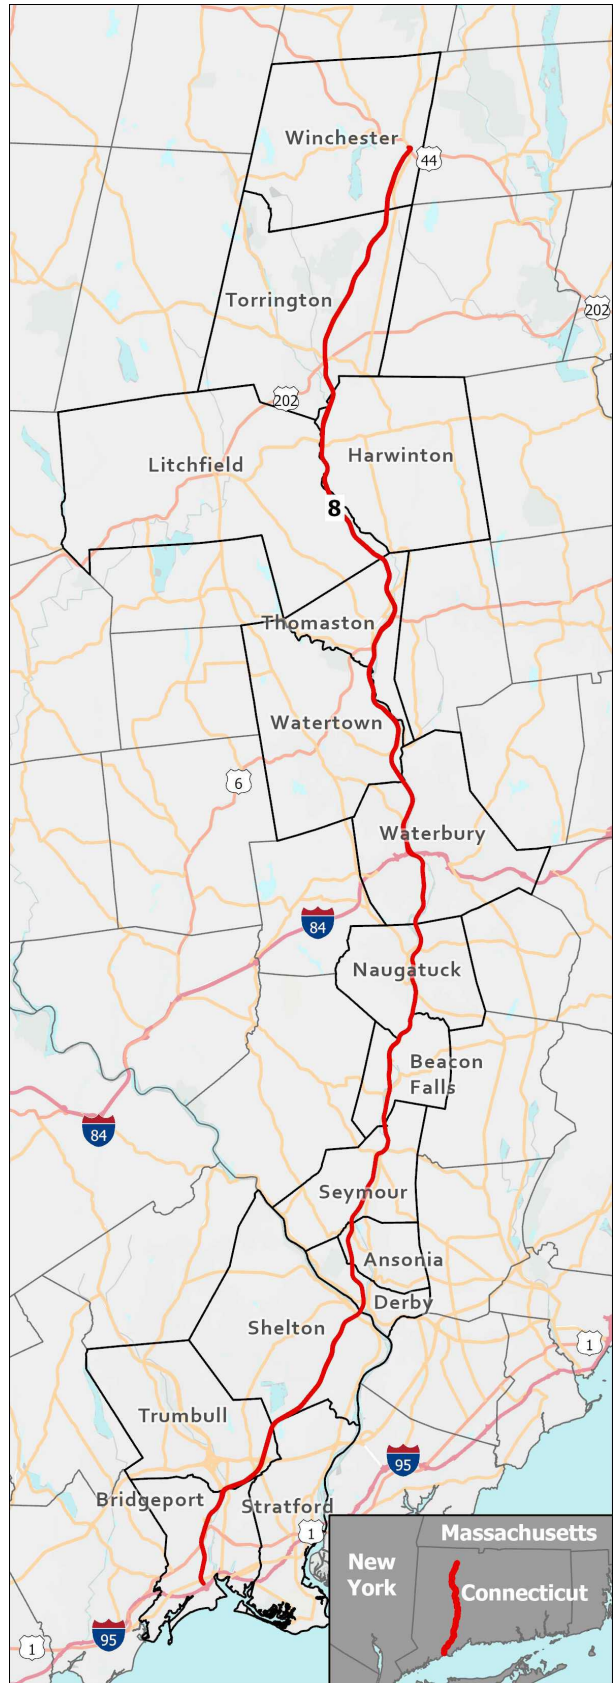 Winchester
44
Torrington
202
202
Litchfield
Harwinton
8
Thomaston
Watertown
6
Waterbury
84
Naugatuck
Beacon
Falls
84
Seymour
Ansonia
Derby
Shelton
1
Trumbull
95
Bridgeport
Stratford
1
95
1
Massachusetts
New
York
Connecticut